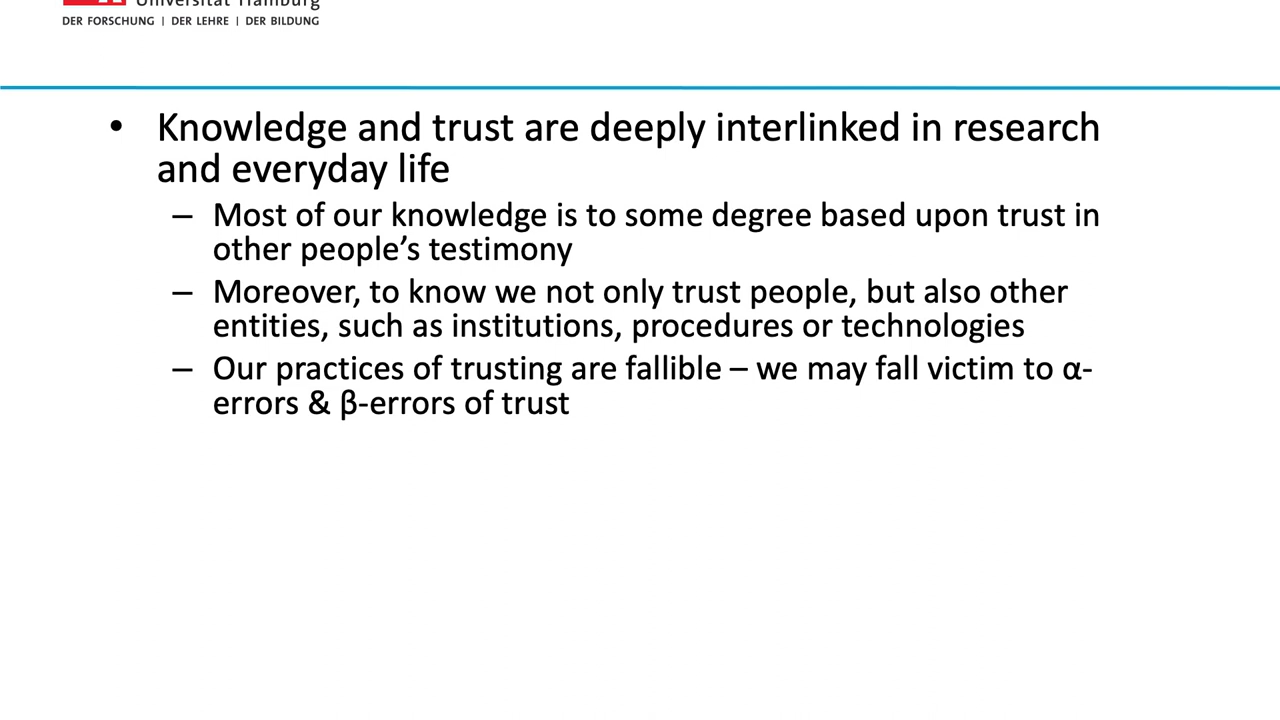 Universität Hamburg
DER FORSCHUNG | DER LEHRE | DER BILDUNG
• Knowledge and trust are deeply interlinked in research
and everyday life
– Most of our knowledge is to some degree based upon trust in
other people’s testimony
– Moreover, to know we not only trust people, but also other
entities, such as institutions, procedures or technologies
– Our practices of trusting are fallible – we may fall victim to α-
errors & β-errors of trust